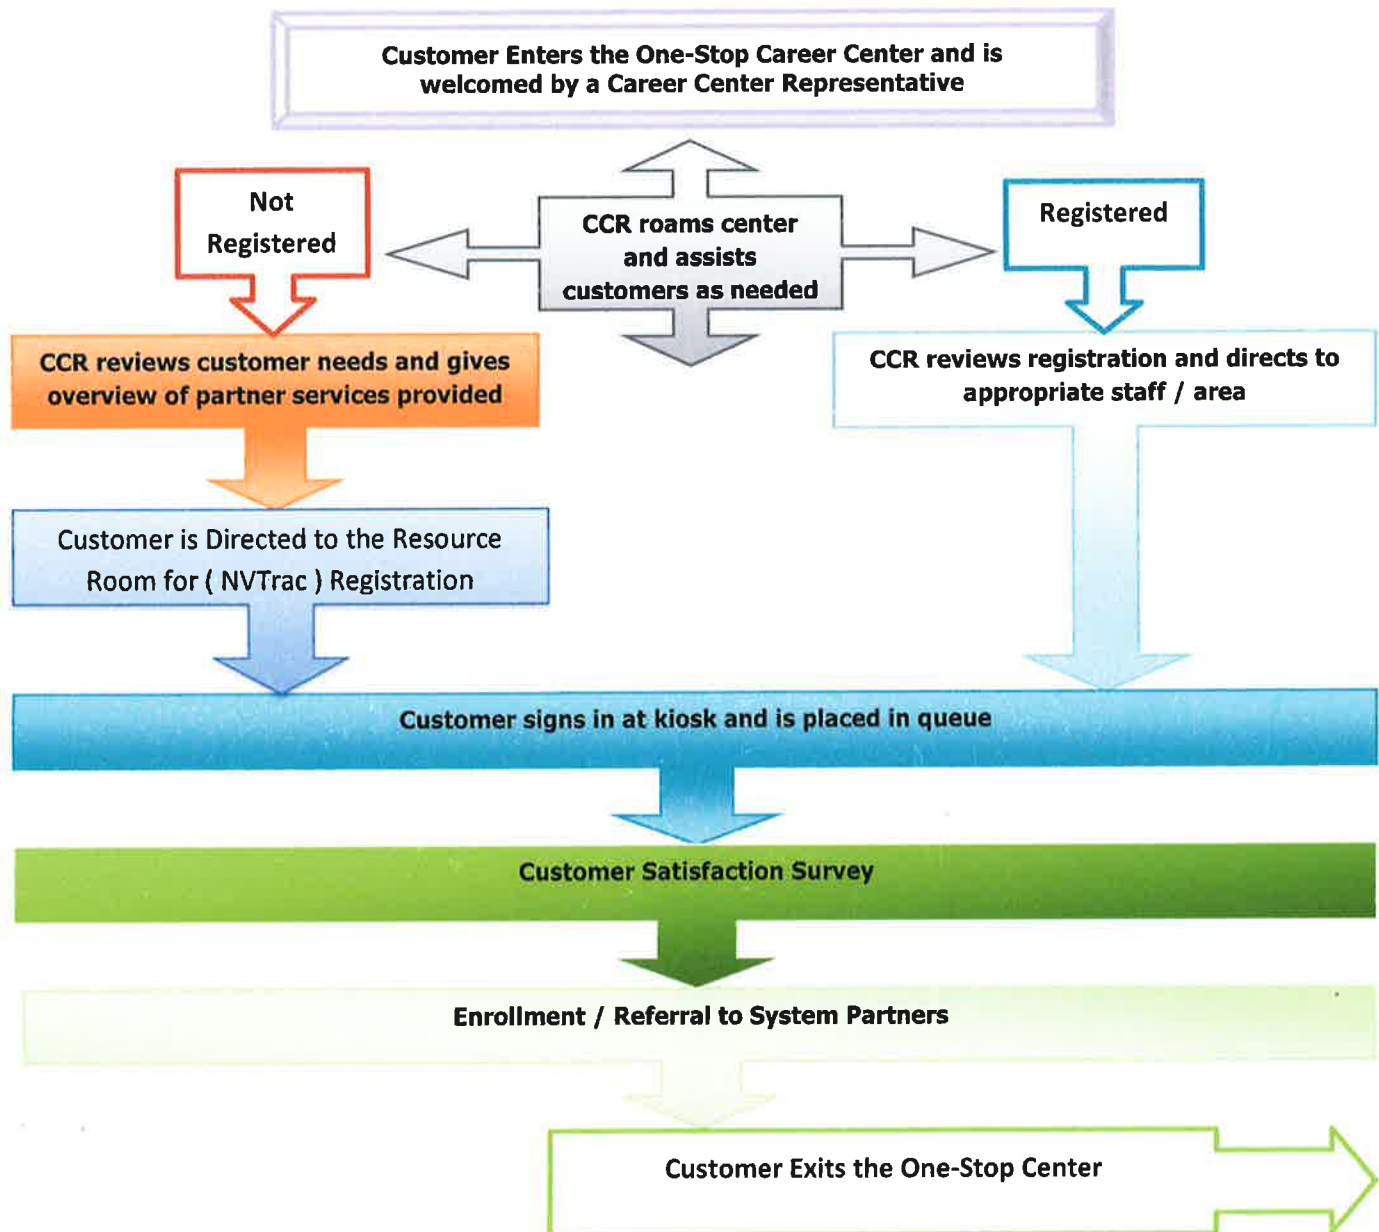 Customer Enters the One-Stop Career Center and is
welcomed by a Career Center Representative
Not
Registered
CCR roams center
and assists
customers as needed
Registered
CCR reviews customer needs and gives
overview of partner services provided
CCR reviews registration and directs to
appropriate staff / area
Customer is Directed to the Resource
Room for ( NVTrac ) Registration
Customer signs in at kiosk and is placed in queue
Customer Satisfaction Survey
Enrollment / Referral to System Partners
Customer Exits the One-Stop Center